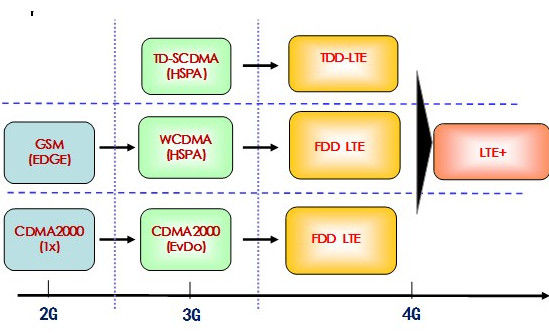 TD-SCDMA
(HSPA)
TDD-LTE
GSM
(EDGE)
WCDMA
(HSPA)
FDD LTE
LTE+
CDMA2000
(1x)
CDMA2000
(EvDo)
FDD LTE
2G
3G
4G